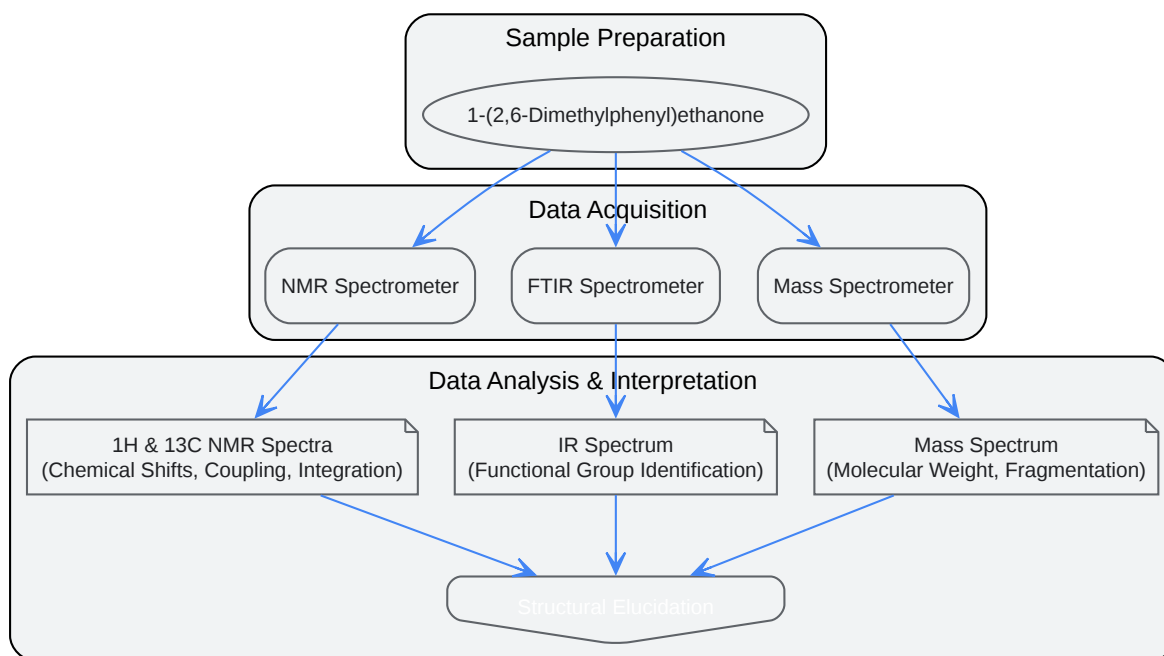 Sample Preparation
1-(2,6-Dimethylphenyl)ethanone
Data Acquisition
NMR Spectrometer
FTIR Spectrometer
Mass Spectrometer
Data Analysis & Interpretation
1H & 13C NMR Spectra
(Chemical Shifts, Coupling, Integration)
IR Spectrum
(Functional Group Identification)
Mass Spectrum
(Molecular Weight, Fragmentation)
Structural Elucidation